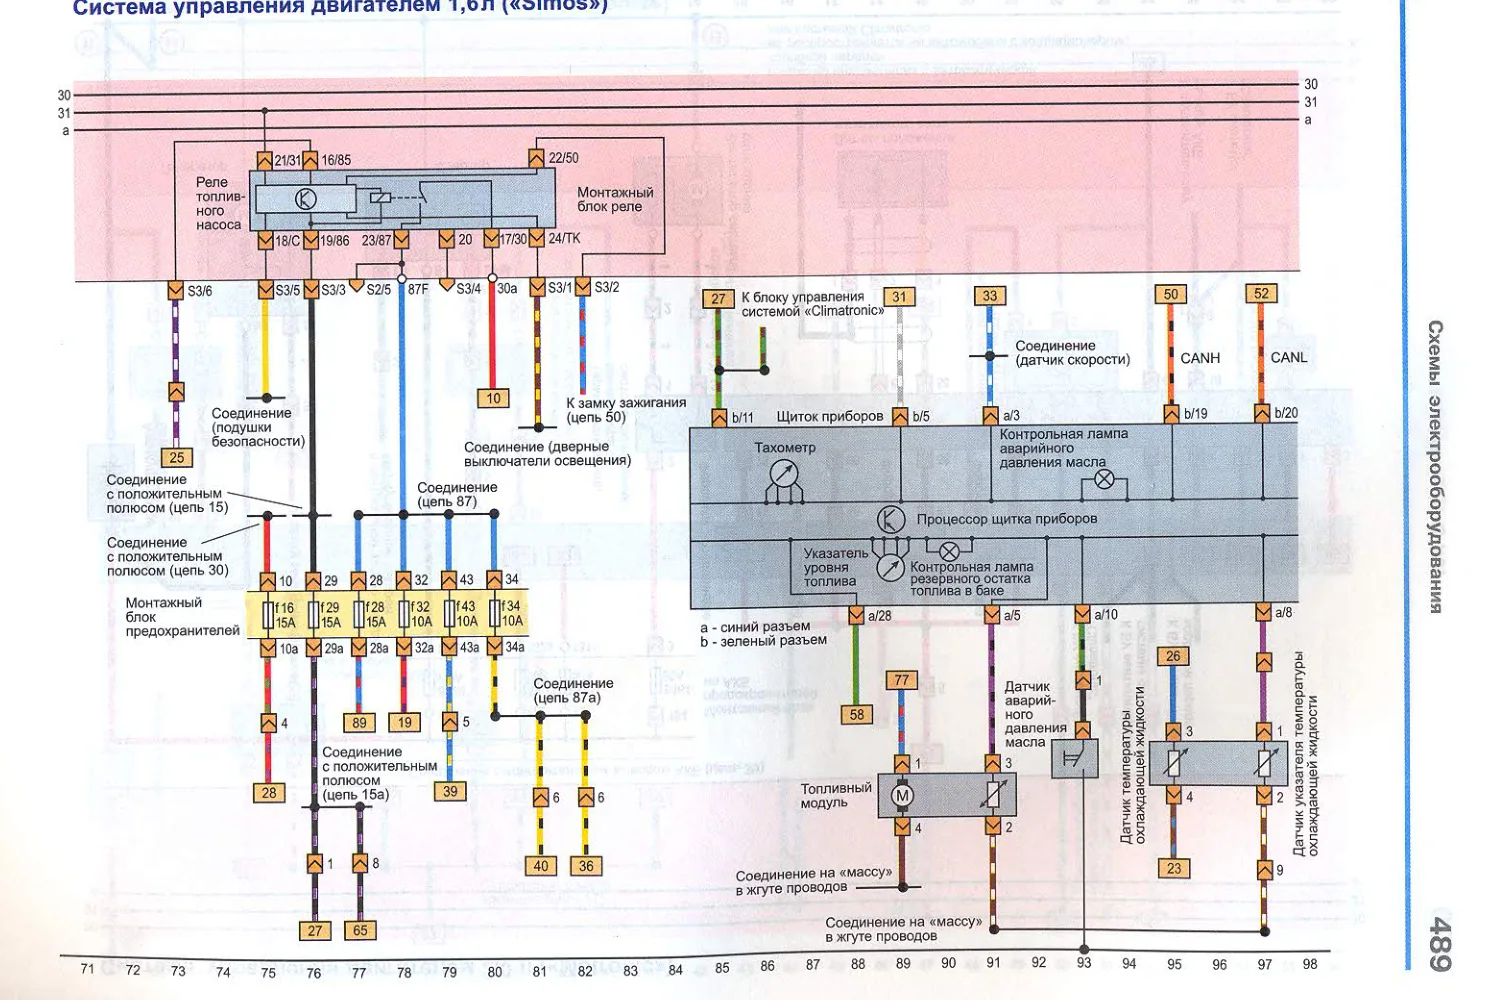 Система управления двигателем 1,6 л («Simos»)
30
30
31
31
a
a
21/31
16/85
22/50
Реле
топлив-
ного
насоса
Монтажный
блок реле
18/C
19/86
23/87
20
17/30
24/TK
S3/6
S3/5
S3/3
S2/5
87F
S3/4
30a
S3/1
S3/2
27
К блоку управления
системой «Climatronic»
31
33
50
52
Соединение
(датчик скорости)
CANH
CANL
10
К замку зажигания
(цепь 50)
Соединение
(подушки
безопасности)
Соединение (дверные
выключатели освещения)
25
b/11
Щиток приборов
b/5
a/3
b/19
b/20
Тахометр
Контрольная лампа
аварийного
давления масла
Процессор щитка приборов
Указатель
уровня
топлива
Контрольная лампа
резервного остатка
топлива в баке
Соединение
с положительным
полюсом (цепь 15)
Соединение
(цепь 87)
Соединение
с положительным
полюсом (цепь 30)
10
29
28
32
43
34
Монтажный
блок
предохранителей
f16
15A
f29
15A
f28
15A
f32
10A
f43
10A
f34
10A
10a
29a
28a
32a
43a
34a
a - синий разъем
b - зеленый разъем
a/28
a/5
a/10
a/8
Соединение
(цепь 87а)
4
89
19
5
58
77
26
1
Датчик
аварий-
ного
давления
масла
Датчик температуры
охлаждающей жидкости
Датчик указателя температуры
охлаждающей жидкости
3
1
Соединение
с положительным
полюсом
(цепь 15а)
28
39
6
6
1
3
Топливный
модуль
M
4
2
4
2
1
8
40
36
23
9
Соединение на «массу»
в жгуте проводов
Соединение на «массу»
в жгуте проводов
27
65
71 72 73 74 75 76 77 78 79 80 81 82 83 84 85 86 87 88 89 90 91 92 93 94 95 96 97 98
Схемы электрооборудования
489